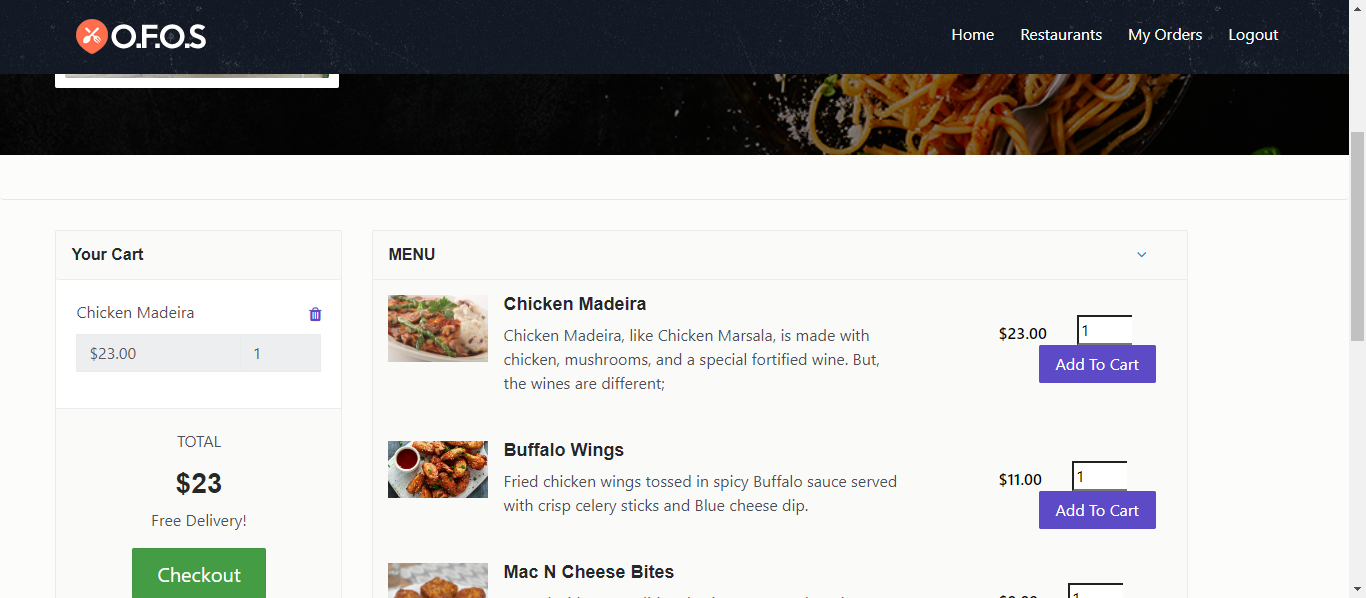 O.F.O.S
Home
Restaurants
My Orders
Logout
Your Cart
Chicken Madeira
$23.00
1
TOTAL
$23
Free Delivery!
Checkout
MENU
Chicken Madeira
Chicken Madeira, like Chicken Marsala, is made with
chicken, mushrooms, and a special fortified wine. But,
the wines are different;
$23.00
1
Add To Cart
Buffalo Wings
Fried chicken wings tossed in spicy Buffalo sauce served
with crisp celery sticks and Blue cheese dip.
$11.00
1
Add To Cart
Mac N Cheese Bites
1